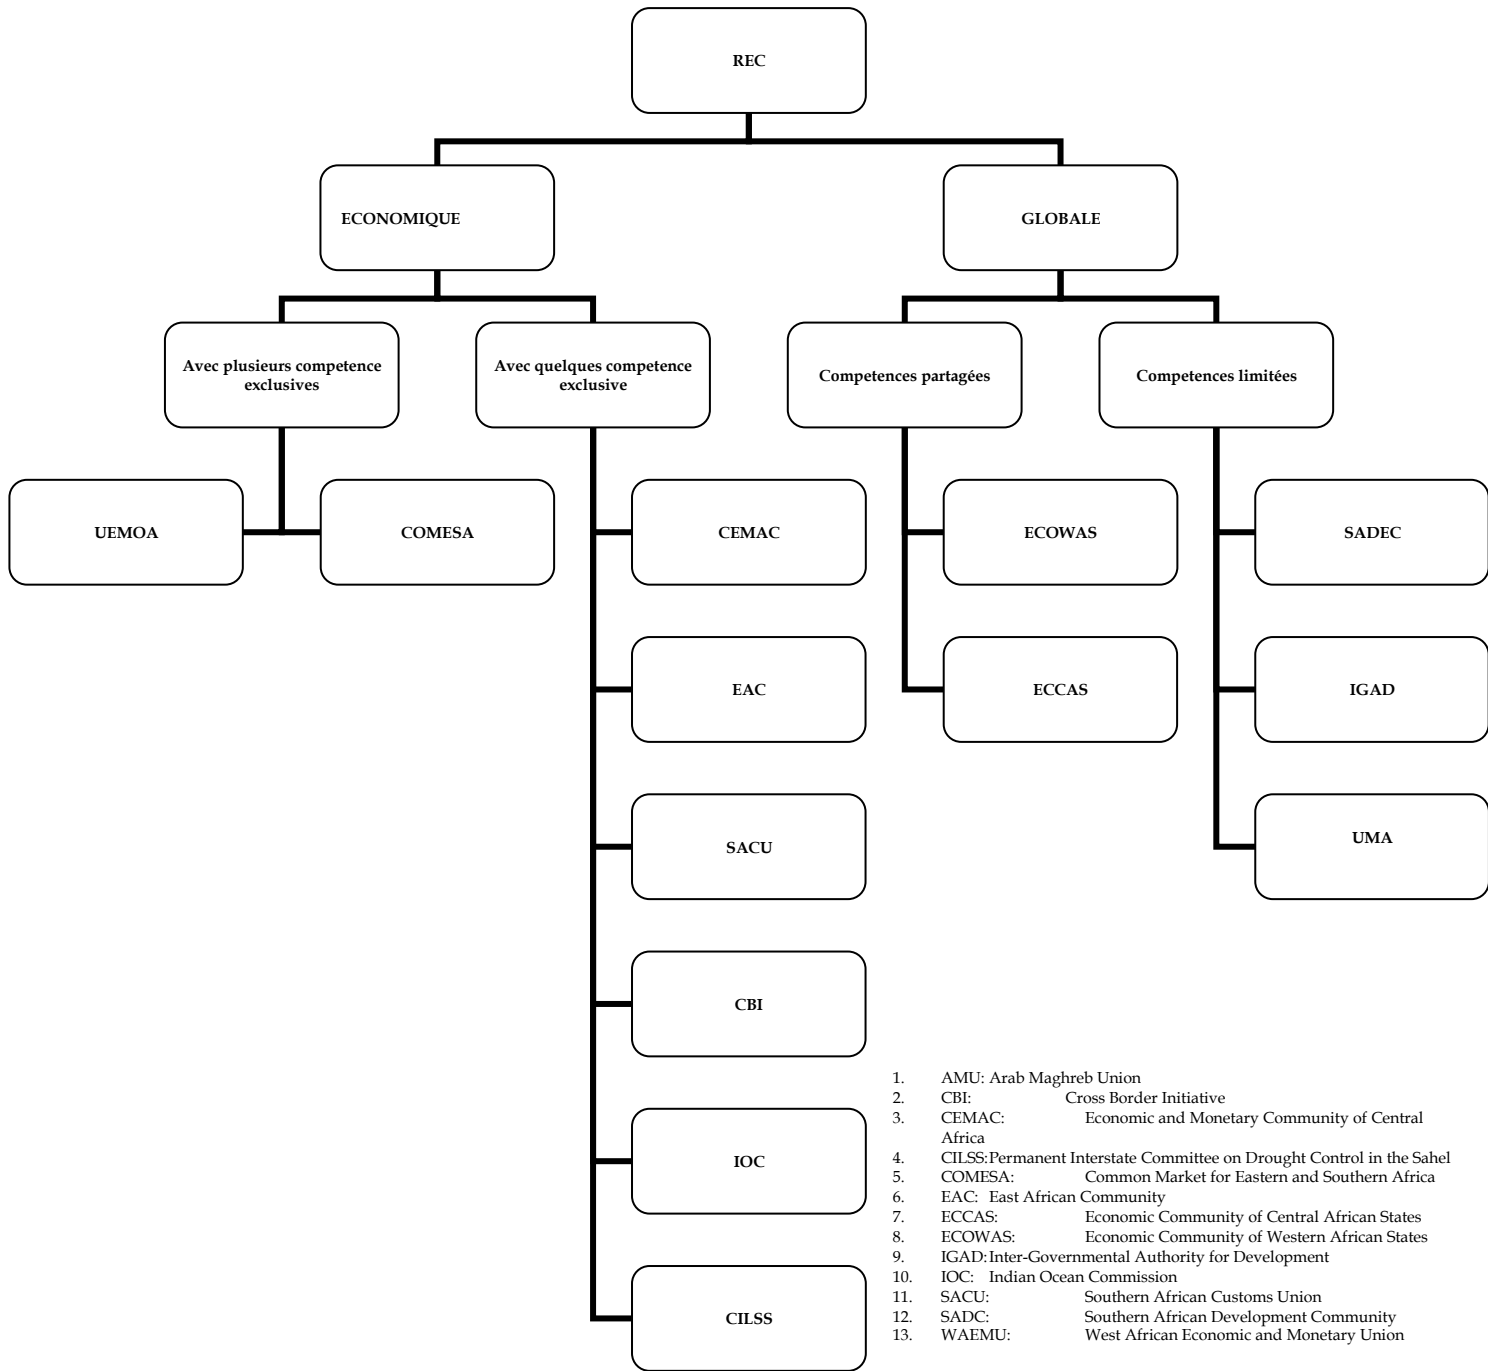 REC
ECONOMIQUE
GLOBALE
Avec plusieurs competence
exclusives
Avec quelques competence
exclusive
Competences partagées
Competences limitées
UEMOA
COMESA
CEMAC
ECOWAS
SADEC
EAC
ECCAS
IGAD
SACU
UMA
CBI
IOC
CILSS
1. AMU: Arab Maghreb Union
2. CBI: Cross Border Initiative
3. CEMAC: Economic and Monetary Community of Central
Africa
4. CILSS:Permanent Interstate Committee on Drought Control in the Sahel
5. COMESA: Common Market for Eastern and Southern Africa
6. EAC: East African Community
7. ECCAS: Economic Community of Central African States
8. ECOWAS: Economic Community of Western African States
9. IGAD:Inter-Governmental Authority for Development
10. IOC: Indian Ocean Commission
11. SACU: Southern African Customs Union
12. SADC: Southern African Development Community
13. WAEMU: West African Economic and Monetary Union